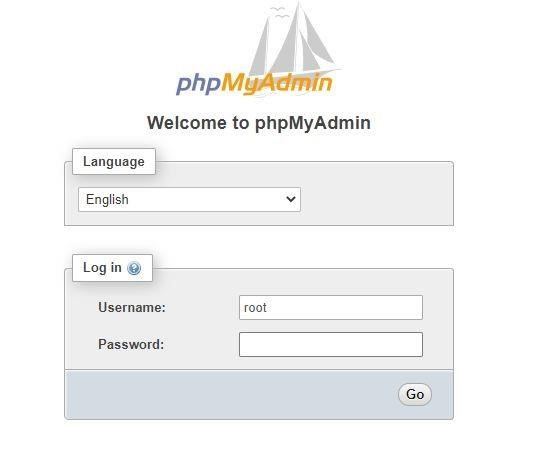 phpMyAdmin
Welcome to phpMyAdmin
Language
English
Log in
Username:
root
Password:
Go